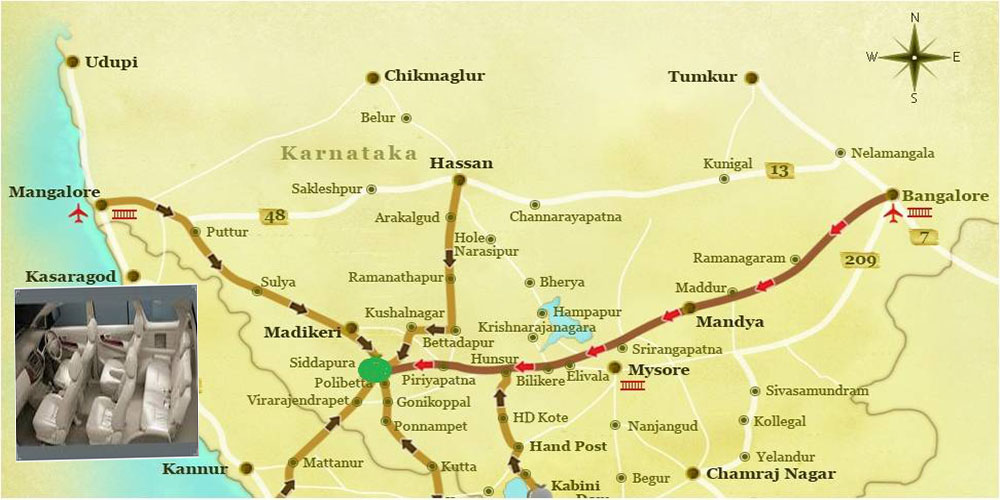 N
W
E
S
Udupi
Chikmaglur
Tumkur
Belur
Karnataka
Hassan
Nelamangala
Kunigal
13
Mangalore
Sakleshpur
Bangalore
48
Arakalgud
Channarayapatna
Puttur
7
Hole
Narasipur
Ramanagaram
209
Kasaragod
Sulya
Ramanathapur
Bherya
Maddur
Kushalnagar
Hampapur
Madikeri
Krishnarajanagara
Mandya
Bettadapur
Siddapura
Hunsur
Srirangapatna
Polibetta
Piriyapatna
Bilikere
Elivala
Mysore
Virarajendrapet
Gonikoppal
Sivasamudram
Ponnampet
HD Kote
Nanjangud
Kollegal
Hand Post
Kannur
Mattanur
Kutta
Yelandur
Begur
Chamraj Nagar
Kabini
Dam